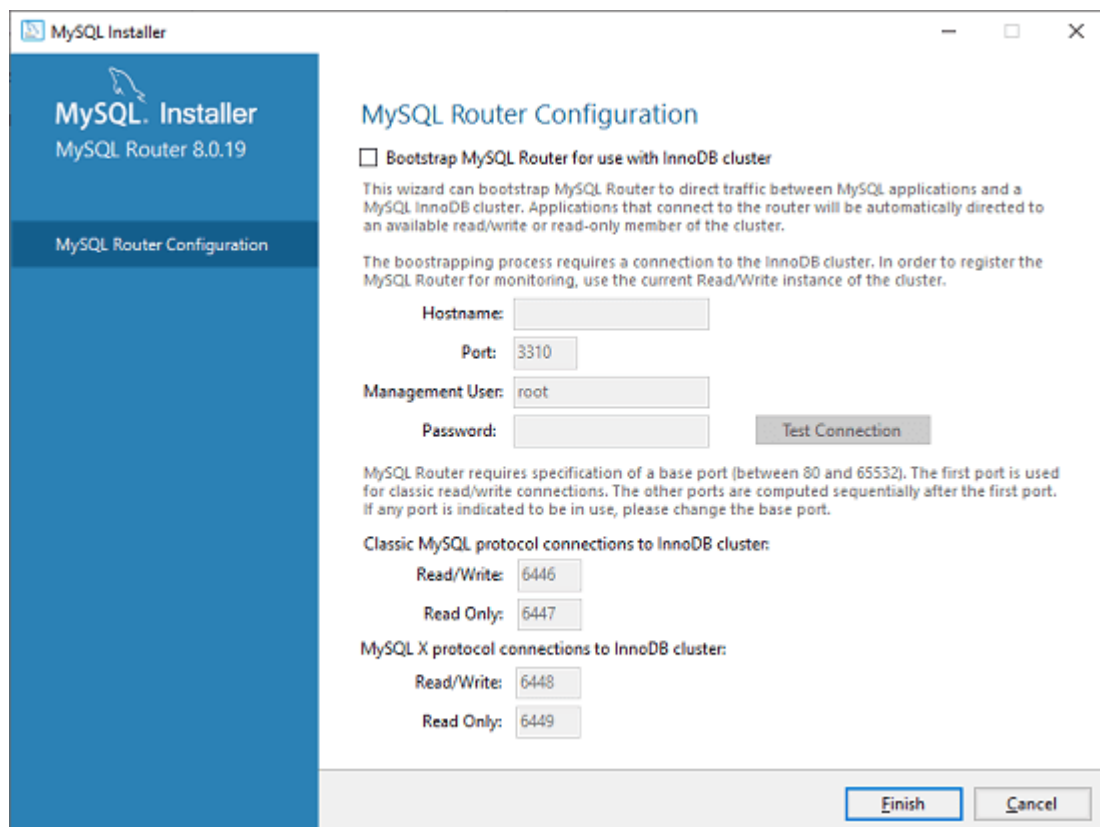 MySQL Installer
MySQL. Installer
MySQL Router 8.0.19
MySQL Router Configuration
MySQL Router Configuration
Bootstrap MySQL Router for use with InnoDB cluster
This wizard can bootstrap MySQL Router to direct traffic between MySQL applications and a
MySQL InnoDB cluster. Applications that connect to the router will be automatically directed to
an available read/write or read-only member of the cluster.
The boostrapping process requires a connection to the InnoDB cluster. In order to register the
MySQL Router for monitoring, use the current Read/Write instance of the cluster.
Hostname:
Port: 3310
Management User: root
Password: Test Connection
MySQL Router requires specification of a base port (between 80 and 65532). The first port is used
for classic read/write connections. The other ports are computed sequentially after the first port.
If any port is indicated to be in use, please change the base port.
Classic MySQL protocol connections to InnoDB cluster:
Read/Write: 6446
Read Only: 6447
MySQL X protocol connections to InnoDB cluster:
Read/Write: 6448
Read Only: 6449
Finish Cancel